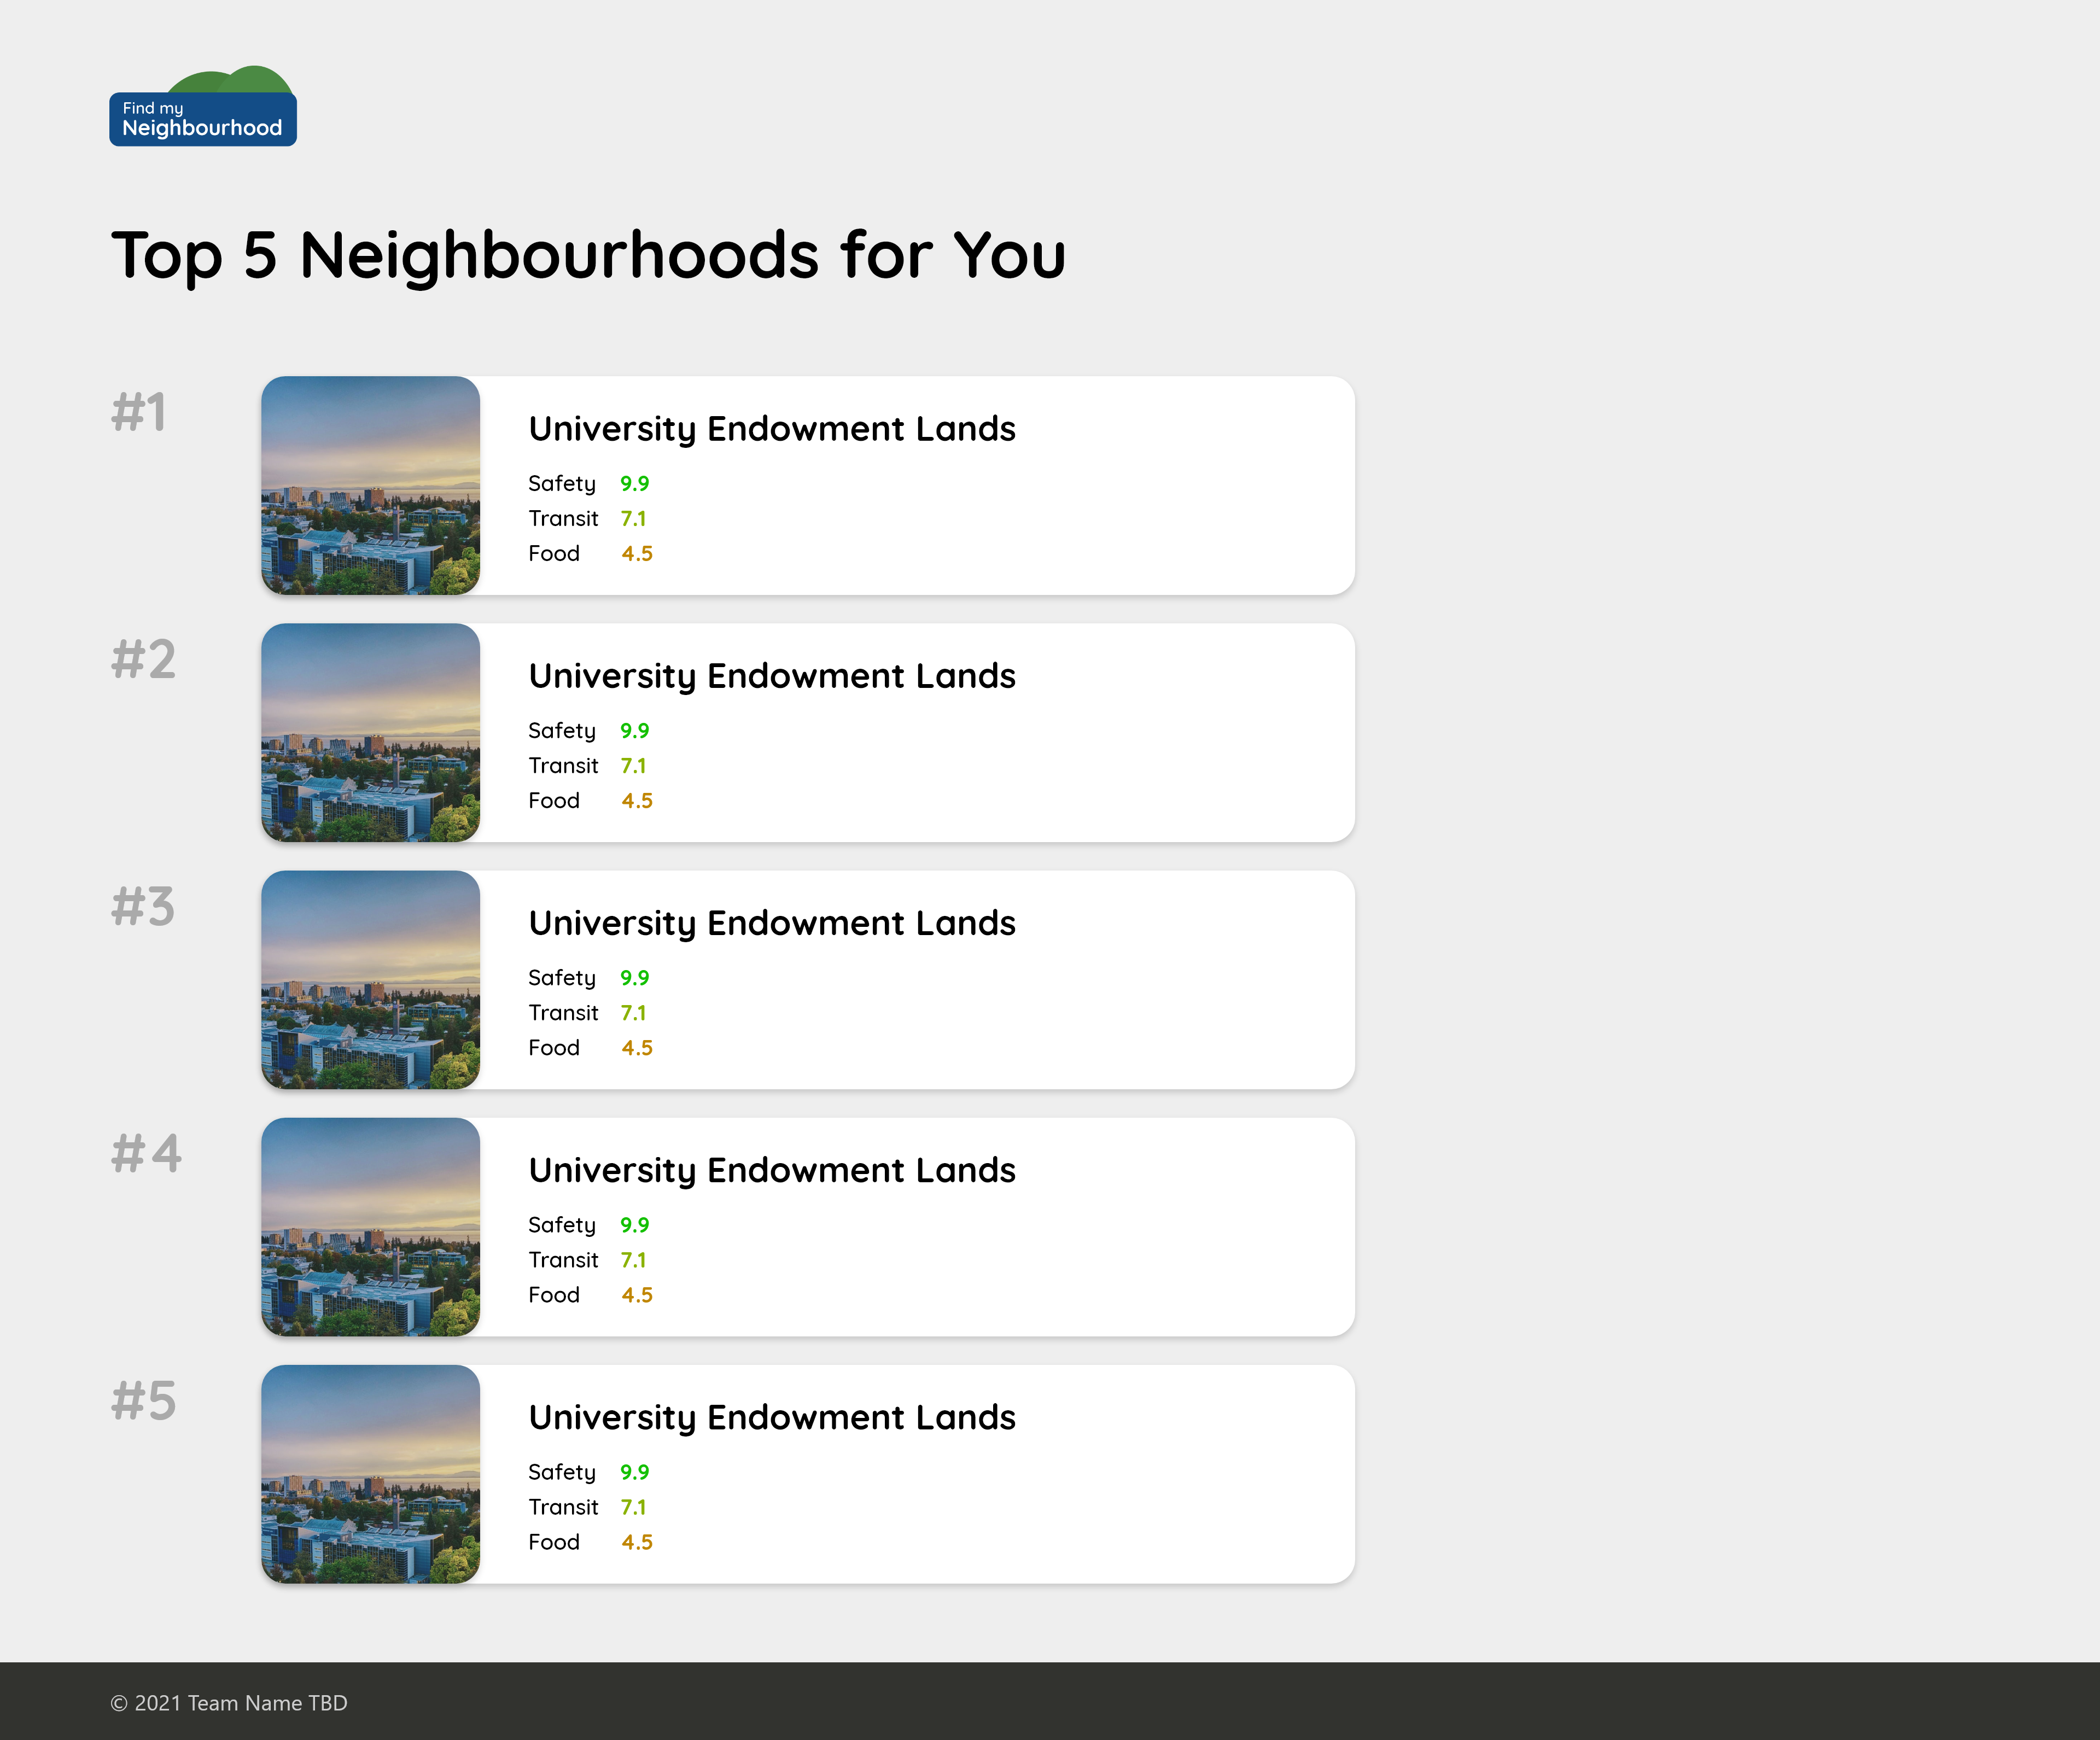 Find my
Neighbourhood
Top 5 Neighbourhoods for You
#1
University Endowment Lands
Safety 9.9
Transit 7.1
Food 4.5
#2
University Endowment Lands
Safety 9.9
Transit 7.1
Food 4.5
#3
University Endowment Lands
Safety 9.9
Transit 7.1
Food 4.5
#4
University Endowment Lands
Safety 9.9
Transit 7.1
Food 4.5
#5
University Endowment Lands
Safety 9.9
Transit 7.1
Food 4.5
© 2021 Team Name TBD